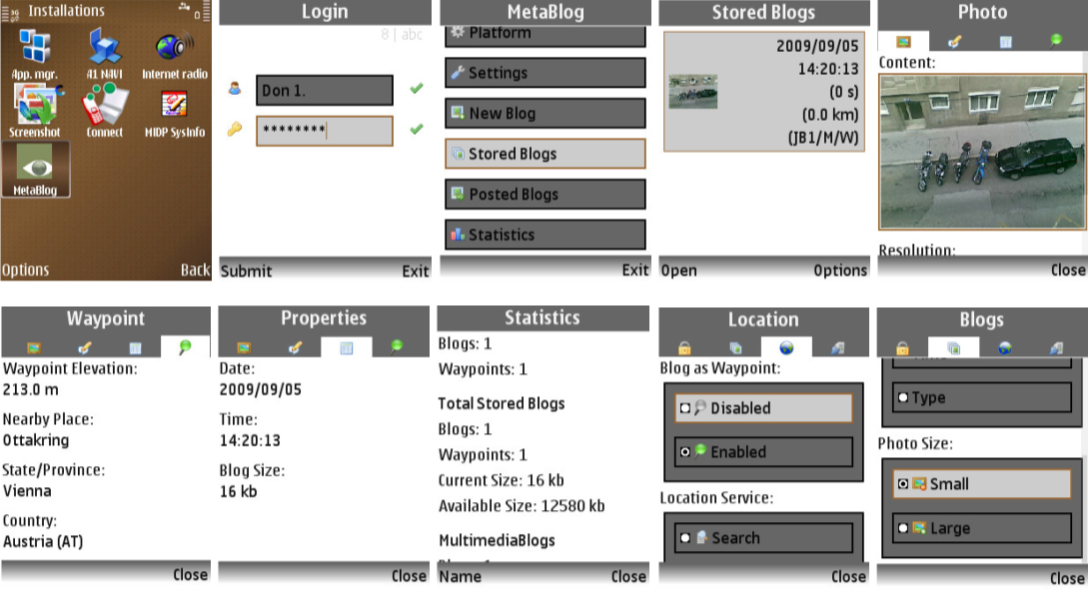 Installations
3G
App. mgr.
A1 NAVI
Internet radio
Screenshot
Connect
MIDP SysInfo
MetaBlog
Options
Back
Login
8 | abc
Don 1.
********
Submit
Exit
MetaBlog
Platform
Settings
New Blog
Stored Blogs
Posted Blogs
Statistics
Exit
Stored Blogs
2009/09/05
14:20:13
(0 s)
(0.0 km)
(JB1/M/W)
Open
Options
Photo
Content:
Resolution:
Close
Waypoint
Waypoint Elevation:
213.0 m
Nearby Place:
Ottakring
State/Province:
Vienna
Country:
Austria (AT)
Close
Properties
Date:
2009/09/05
Time:
14:20:13
Blog Size:
16 kb
Close
Statistics
Blogs: 1
Waypoints: 1
Total Stored Blogs
Blogs: 1
Waypoints: 1
Current Size: 16 kb
Available Size: 12580 kb
MultimediaBlogs
Name
Close
Location
Blog as Waypoint:
Disabled
Enabled
Location Service:
Search
Close
Blogs
Type
Photo Size:
Small
Large
Close